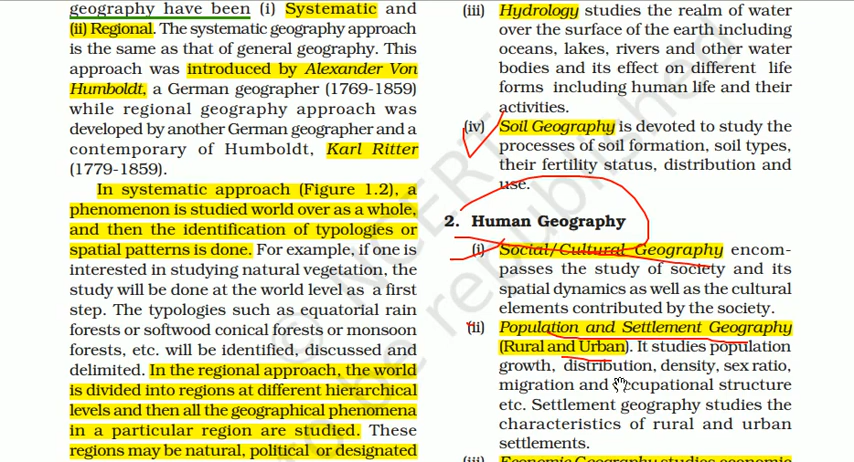 geography have been (i) Systematic and
(ii) Regional. The systematic geography approach
is the same as that of general geography. This
approach was introduced by Alexander Von
Humboldt, a German geographer (1769-1859)
while regional geography approach was
developed by another German geographer and a
contemporary of Humboldt, Karl Ritter
(1779-1859).
In systematic approach (Figure 1.2), a
phenomenon is studied world over as a whole,
and then the identification of typologies or
spatial patterns is done. For example, if one is
interested in studying natural vegetation, the
study will be done at the world level as a first
step. The typologies such as equatorial rain
forests or softwood conical forests or monsoon
forests, etc. will be identified, discussed and
delimited. In the regional approach, the world
is divided into regions at different hierarchical
levels and then all the geographical phenomena
in a particular region are studied. These
regions may be natural, political or designated
(iii) Hydrology studies the realm of water
over the surface of the earth including
oceans, lakes, rivers and other water
bodies and its effect on different life
forms including human life and their
activities.
(iv) Soil Geography is devoted to study the
processes of soil formation, soil types,
their fertility status, distribution and
use.
2. Human Geography
(i) Social/Cultural Geography encom-
passes the study of society and its
spatial dynamics as well as the cultural
elements contributed by the society.
(ii) Population and Settlement Geography
(Rural and Urban). It studies population
growth, distribution, density, sex ratio,
migration and occupational structure
etc. Settlement geography studies the
characteristics of rural and urban
settlements.
(iii) Economic Geography studies economic
© NCERT
to be republished